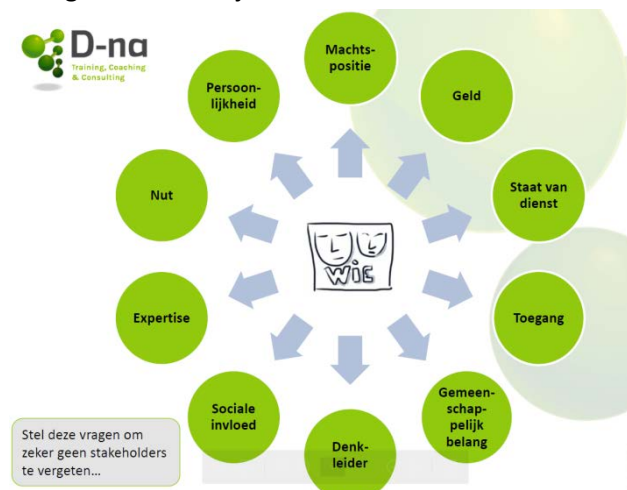 D-na
Training, Coaching
& Consulting
Machts-
positie
Geld
Staat van
dienst
Toegang
Gemeen-
schap-
pelijk
belang
Denk-
leider
Sociale
invloed
Expertise
Nut
Persoon-
lijkheid
WiE
Stel deze vragen om
zeker geen stakeholders
te vergeten...